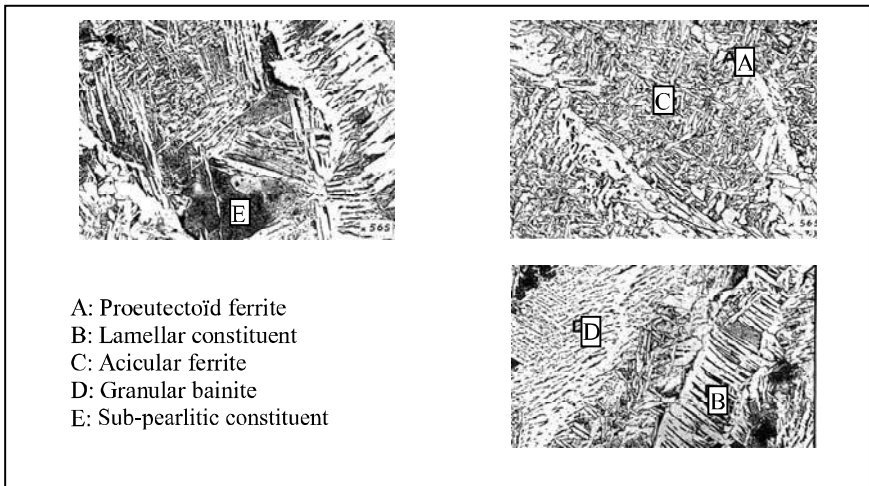 A
C
E
× 565
× 565
D
B
A: Proeutectoïd ferrite
B: Lamellar constituent
C: Acicular ferrite
D: Granular bainite
E: Sub-pearlitic constituent